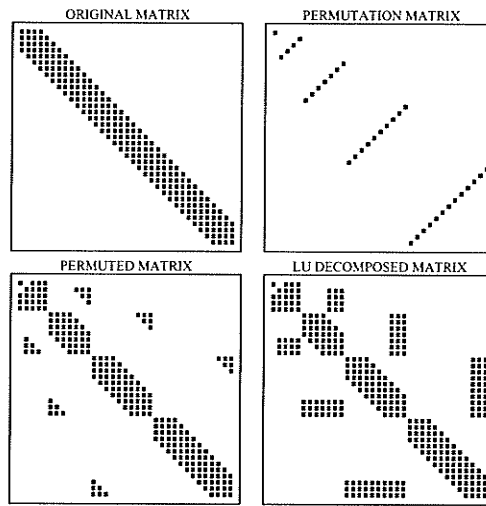 ORIGINAL MATRIX
PERMUTATION MATRIX
PERMUTED MATRIX
LU DECOMPOSED MATRIX